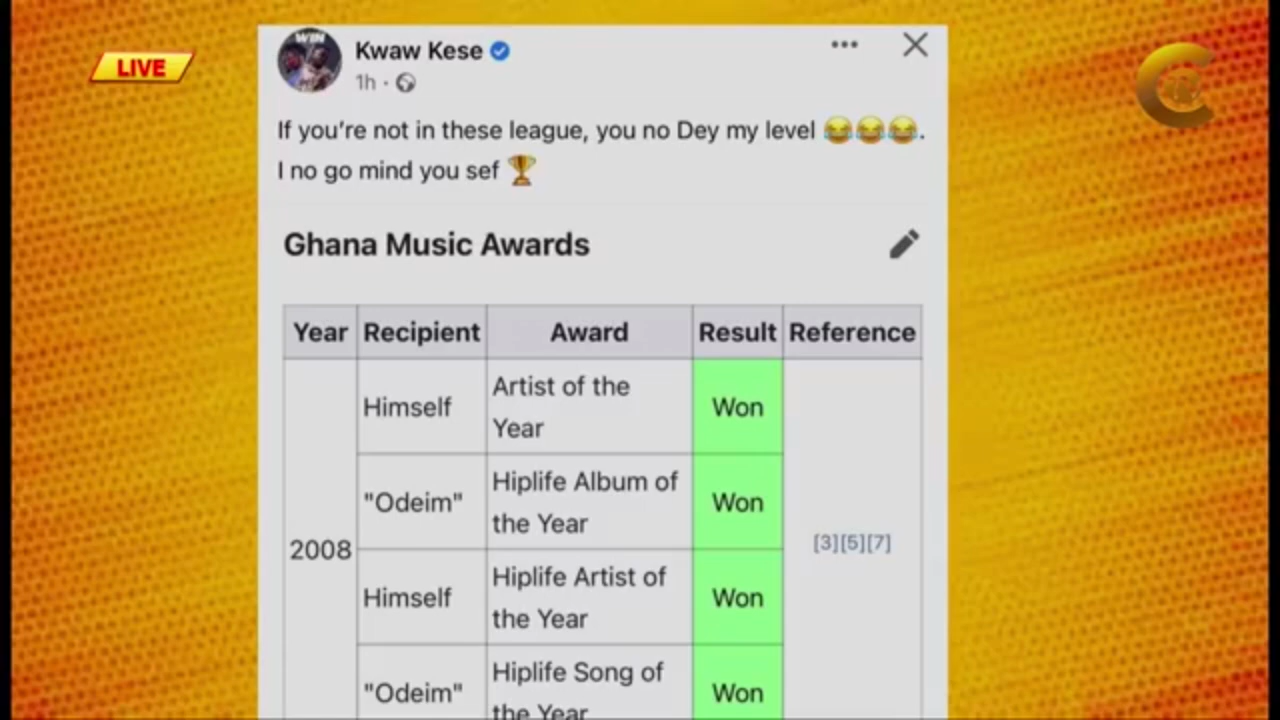 LIVE
WIN
Kwaw Kese
1h ·
If you're not in these league, you no Dey my level 😂😂😂.
I no go mind you sef 🏆
Ghana Music Awards
Year Recipient Award Result Reference
2008
Himself
Artist of the
Year
Won
"Odeim"
Hiplife Album of
the Year
Won
[3][5][7]
Himself
Hiplife Artist of
the Year
Won
"Odeim"
Hiplife Song of
the Year
Won